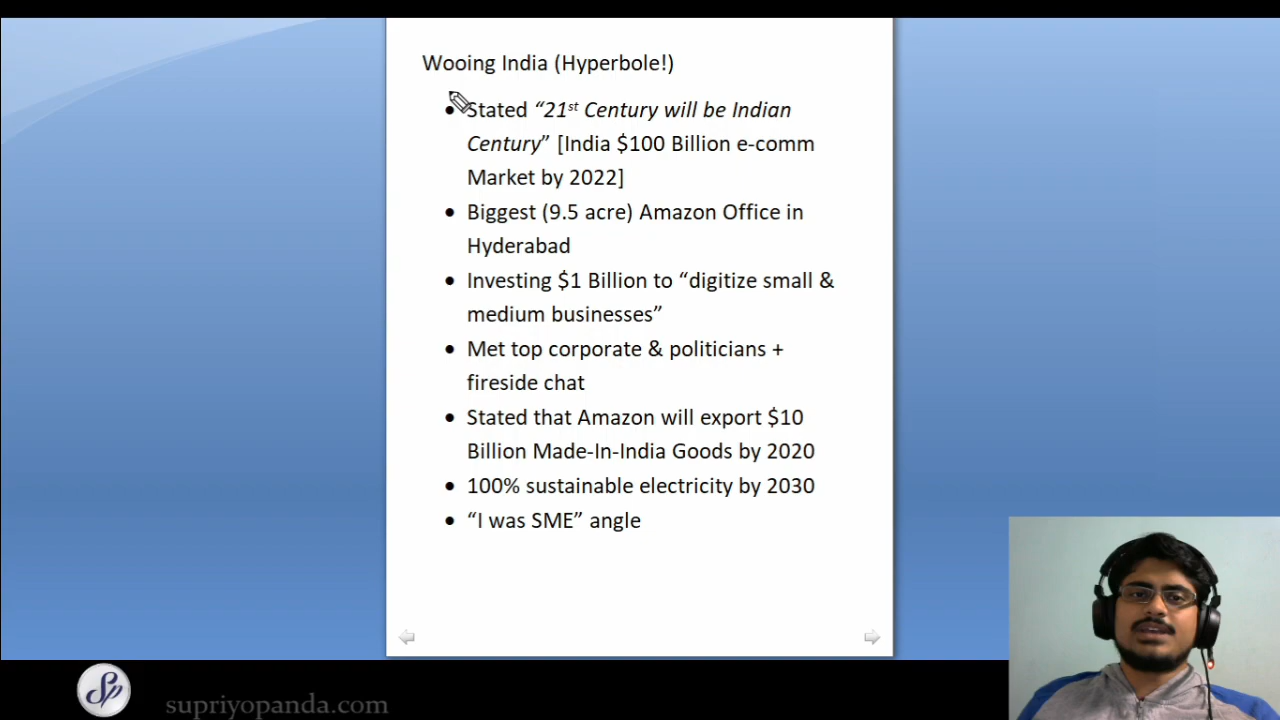 Wooing India (Hyperbole!)
• Stated “21st Century will be Indian
Century” [India $100 Billion e-comm
Market by 2022]
• Biggest (9.5 acre) Amazon Office in
Hyderabad
• Investing $1 Billion to “digitize small &
medium businesses”
• Met top corporate & politicians +
fireside chat
• Stated that Amazon will export $10
Billion Made-In-India Goods by 2020
• 100% sustainable electricity by 2030
• “I was SME” angle
Sp
supriyopanda.com